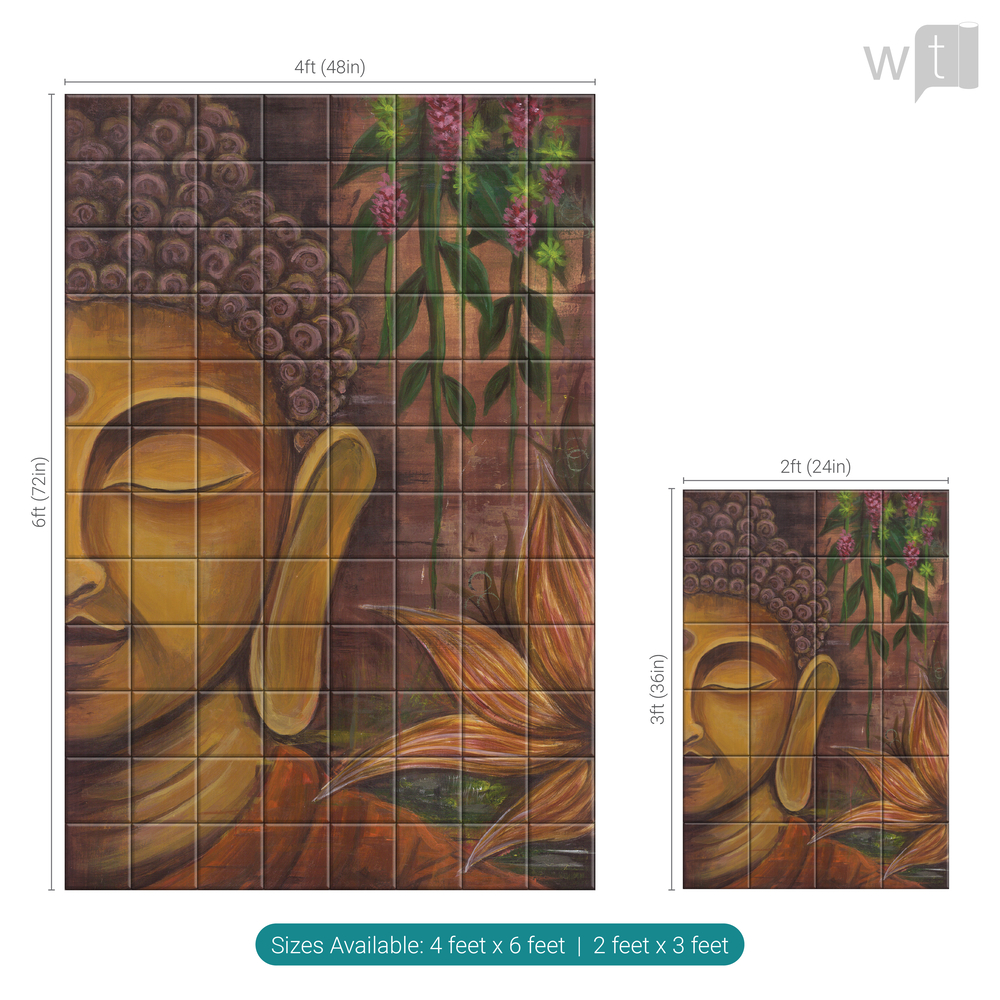 wt
4ft (48in)
6ft (72in)
2ft (24in)
3ft (36in)
Sizes Available: 4 feet x 6 feet | 2 feet x 3 feet